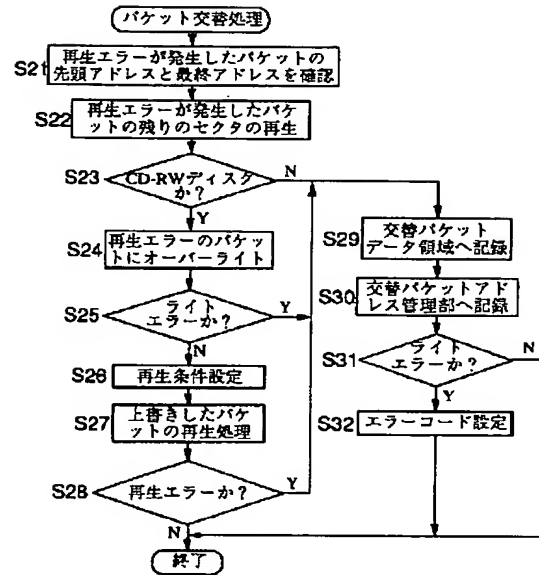 パケット交替処理
S21
再生エラーが発生したパケットの
先頭アドレスと最終アドレスを確認
S22
再生エラーが発生したパケ
ットの残りのセクタの再生
S23
CD-RWディスク
か?
N
Y
S24
再生エラーのパケッ
トにオーバーライト
S25
ライト
エラーか?
Y
N
S26
再生条件設定
S27
上書きしたパケッ
トの再生処理
S28
再生エラーか?
Y
N
終了
S29
交替パケット
データ領域へ記録
S30
交替パケットアド
レス管理部へ記録
S31
ライト
エラーか?
N
Y
S32
エラーコード設定